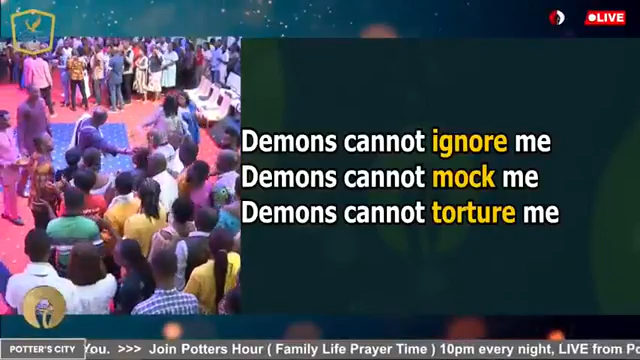 LIVE
Demons cannot ignore me
Demons cannot mock me
Demons cannot torture me
POTTER'S CITY
You. >>> Join Potters Hour ( Family Life Prayer Time ) 10pm every night, LIVE from Po